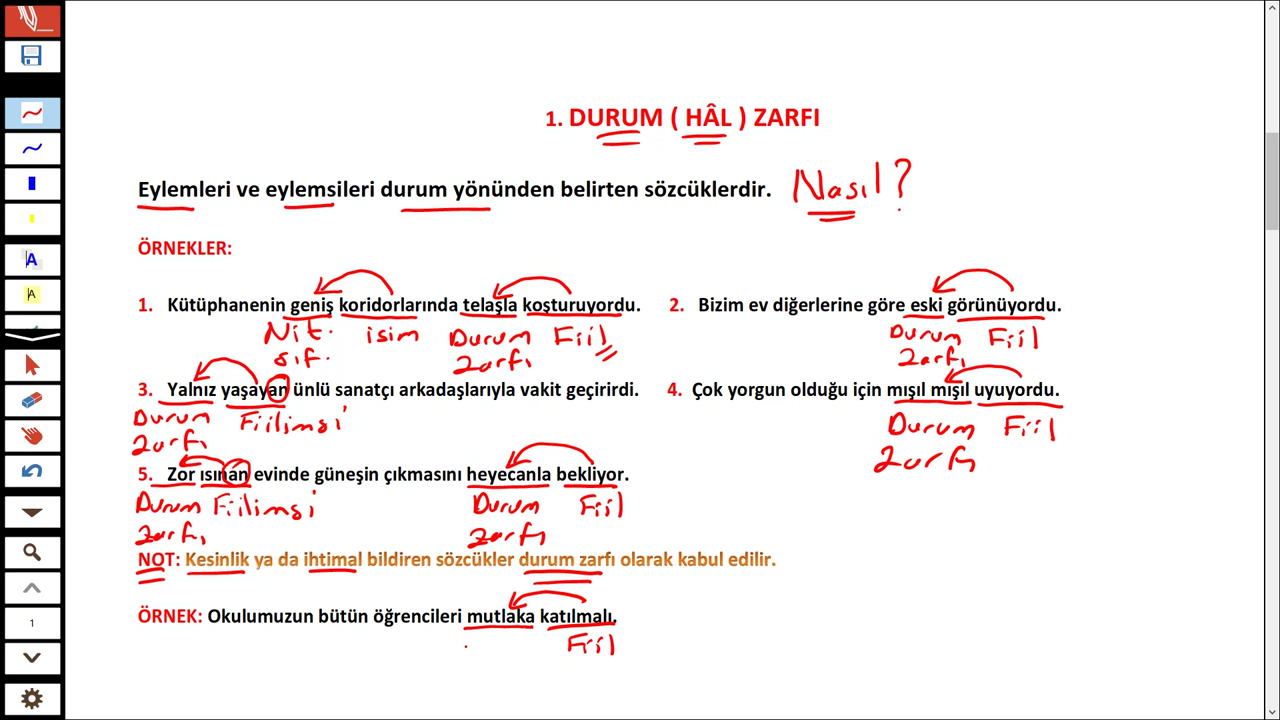 1. DURUM ( HÂL ) ZARFI
Eylemleri ve eylemsileri durum yönünden belirten sözcüklerdir. Nasıl?
ÖRNEKLER:
1. Kütüphanenin geniş koridorlarında telaşla koşturuyordu.
Nit. isim Durum Fiil
sıf. zarfı
2. Bizim ev diğerlerine göre eski görünüyordu.
Durum Fiil
zarfı
3. Yalnız yaşayan ünlü sanatçı arkadaşlarıyla vakit geçirirdi.
Durum Fiilimsi
zarfı
4. Çok yorgun olduğu için mışıl mışıl uyuyordu.
Durum Fiil
zarfı
5. Zor ısınan evinde güneşin çıkmasını heyecanla bekliyor.
Durum Fiilimsi Durum Fiil
zarfı zarfı
NOT: Kesinlik ya da ihtimal bildiren sözcükler durum zarfı olarak kabul edilir.
ÖRNEK: Okulumuzun bütün öğrencileri mutlaka katılmalı.
Fiil
A
A
1